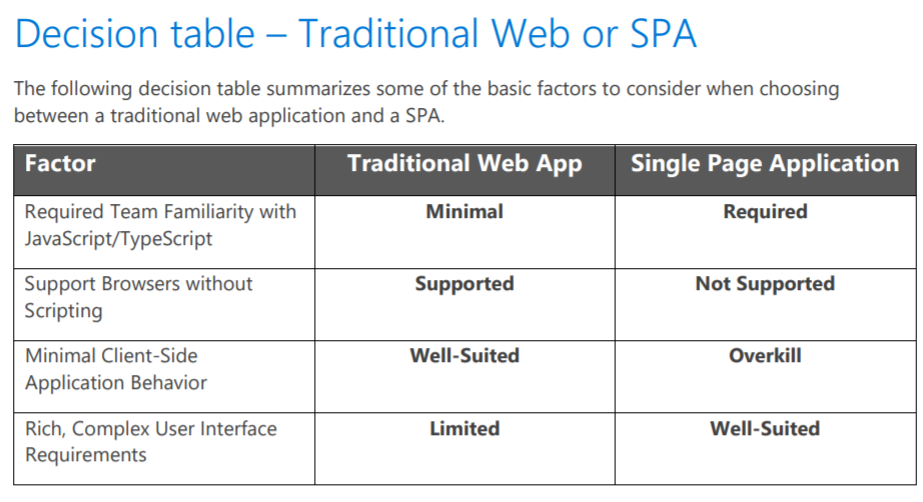 Decision table – Traditional Web or SPA
The following decision table summarizes some of the basic factors to consider when choosing
between a traditional web application and a SPA.
Factor Traditional Web App Single Page Application
Required Team Familiarity with Minimal Required
JavaScript/TypeScript
Support Browsers without Supported Not Supported
Scripting
Minimal Client-Side Well-Suited Overkill
Application Behavior
Rich, Complex User Interface Limited Well-Suited
Requirements